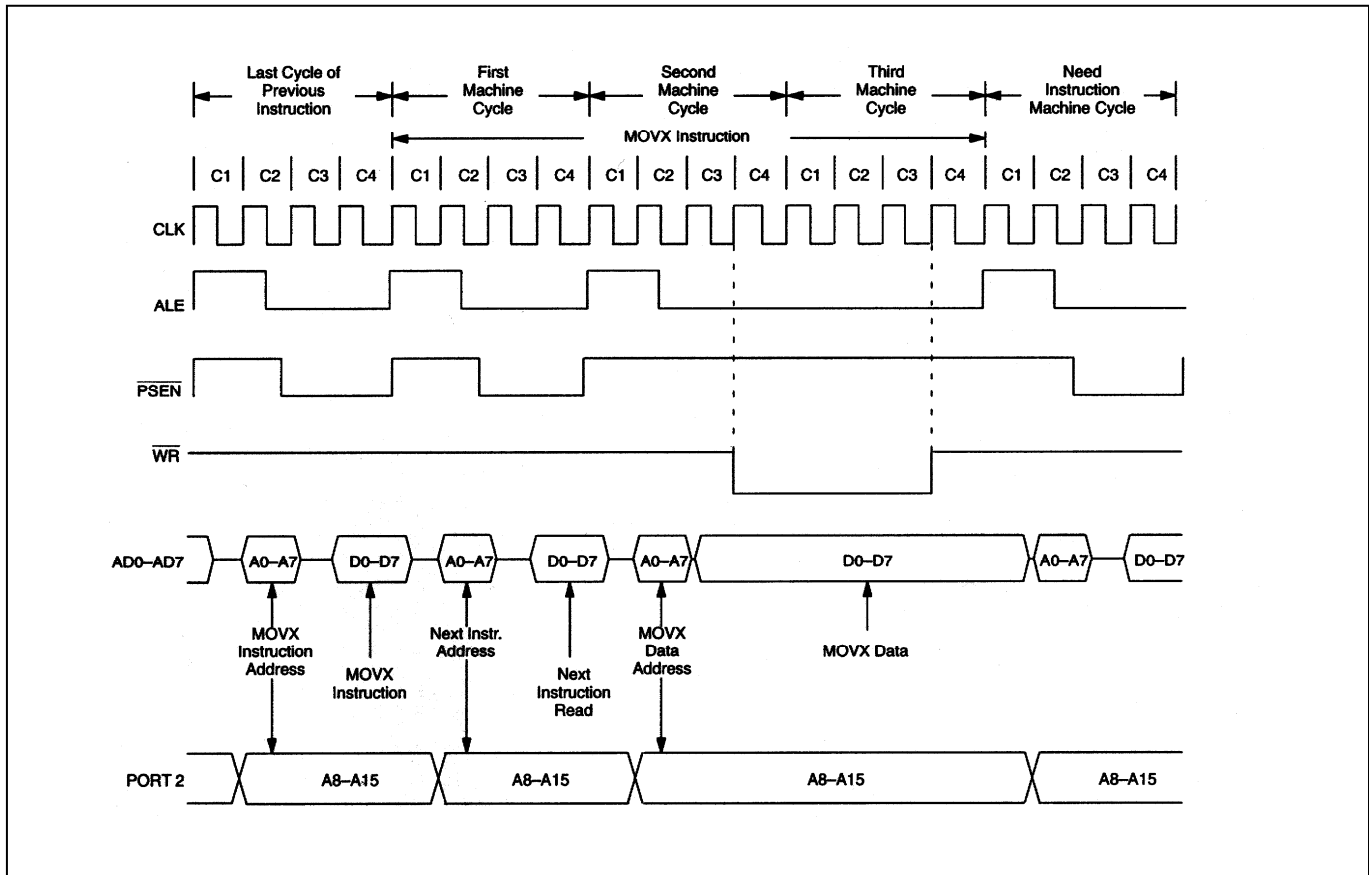 Last Cycle of
Previous
Instruction
First
Machine
Cycle
Second
Machine
Cycle
Third
Machine
Cycle
Need
Instruction
Machine Cycle
MOVX Instruction
C1 C2 C3 C4 C1 C2 C3 C4 C1 C2 C3 C4 C1 C2 C3 C4 C1 C2 C3 C4
CLK
ALE
PSEN
WR
AD0–AD7 A0–A7 D0–D7 A0–A7 D0–D7 A0–A7 D0–D7 A0–A7 D0–D7
MOVX
Instruction
Address
MOVX
Instruction
Next Instr.
Address
Next
Instruction
Read
MOVX
Data
Address
MOVX Data
PORT 2 A8–A15 A8–A15 A8–A15 A8–A15